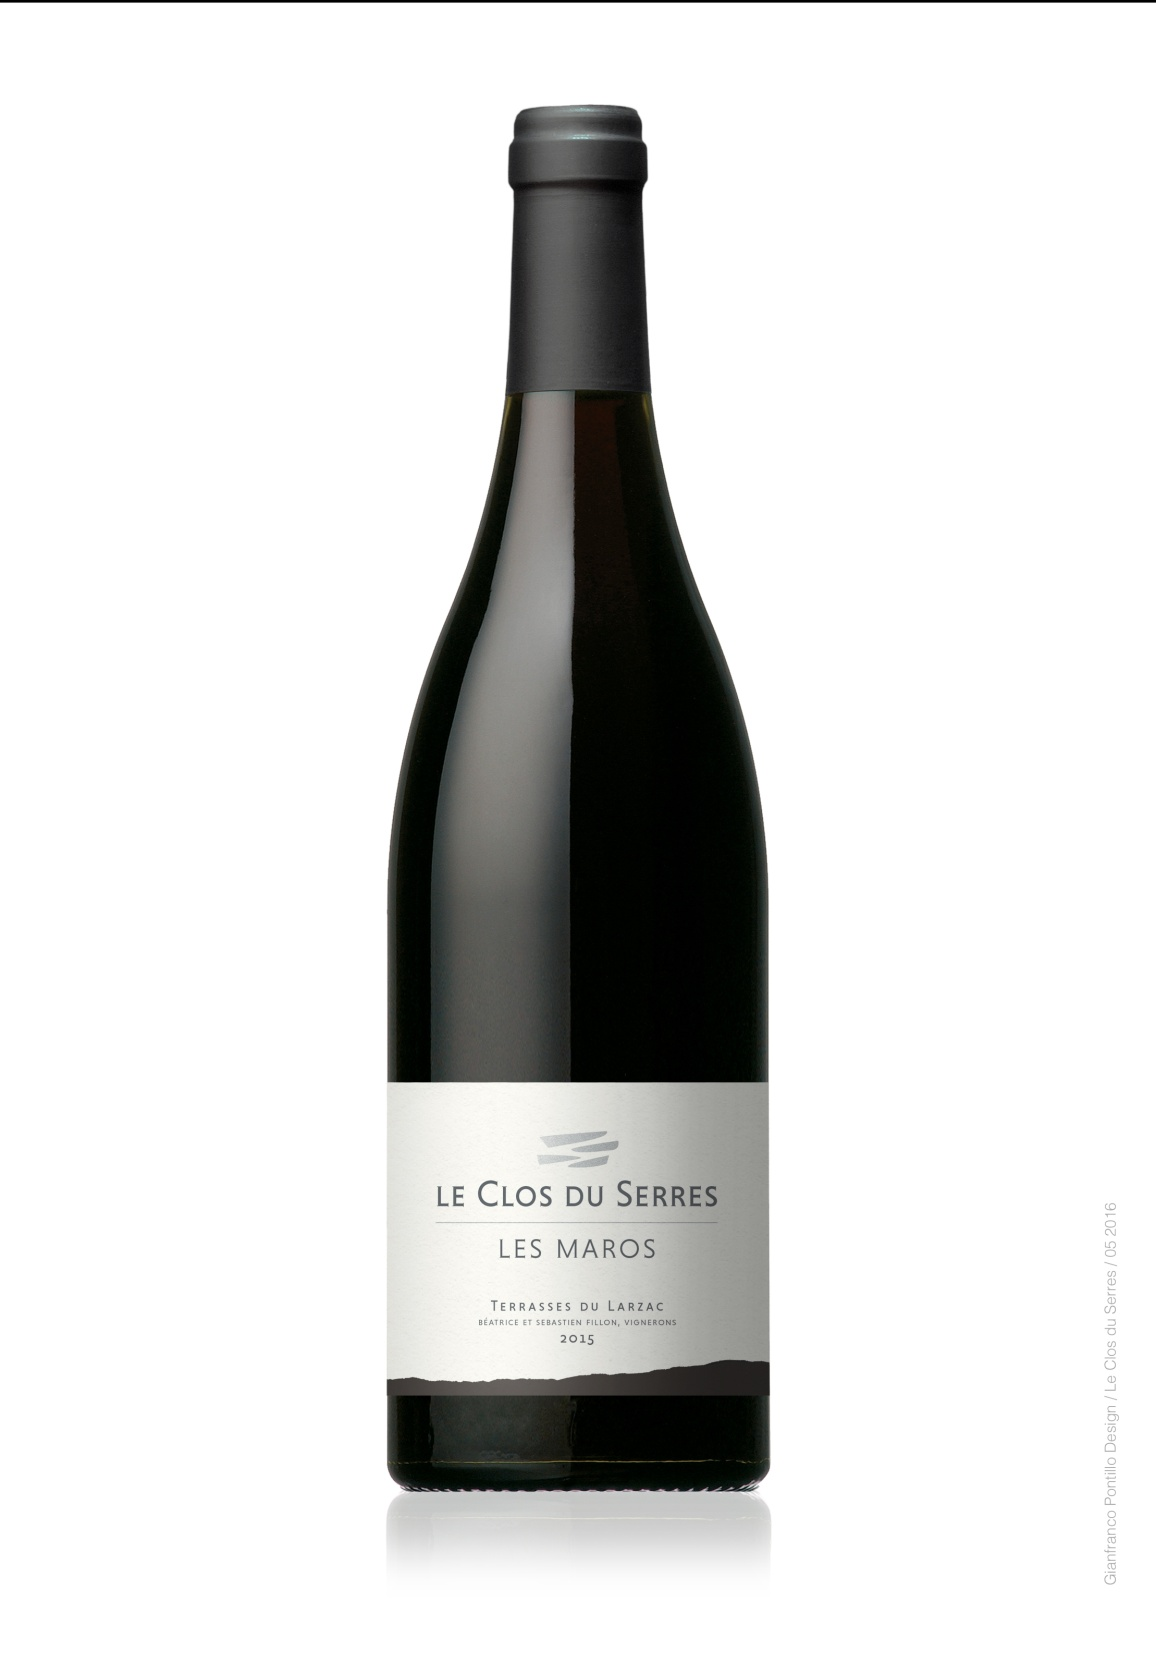 LE CLOS DU SERRES
LES MAROS
TERRASSES DU LARZAC
BÉATRICE ET SEBASTIEN FILLON, VIGNERONS
2015
Gianfranco Pontillo Design / Le Clos du Serres / 05 2016